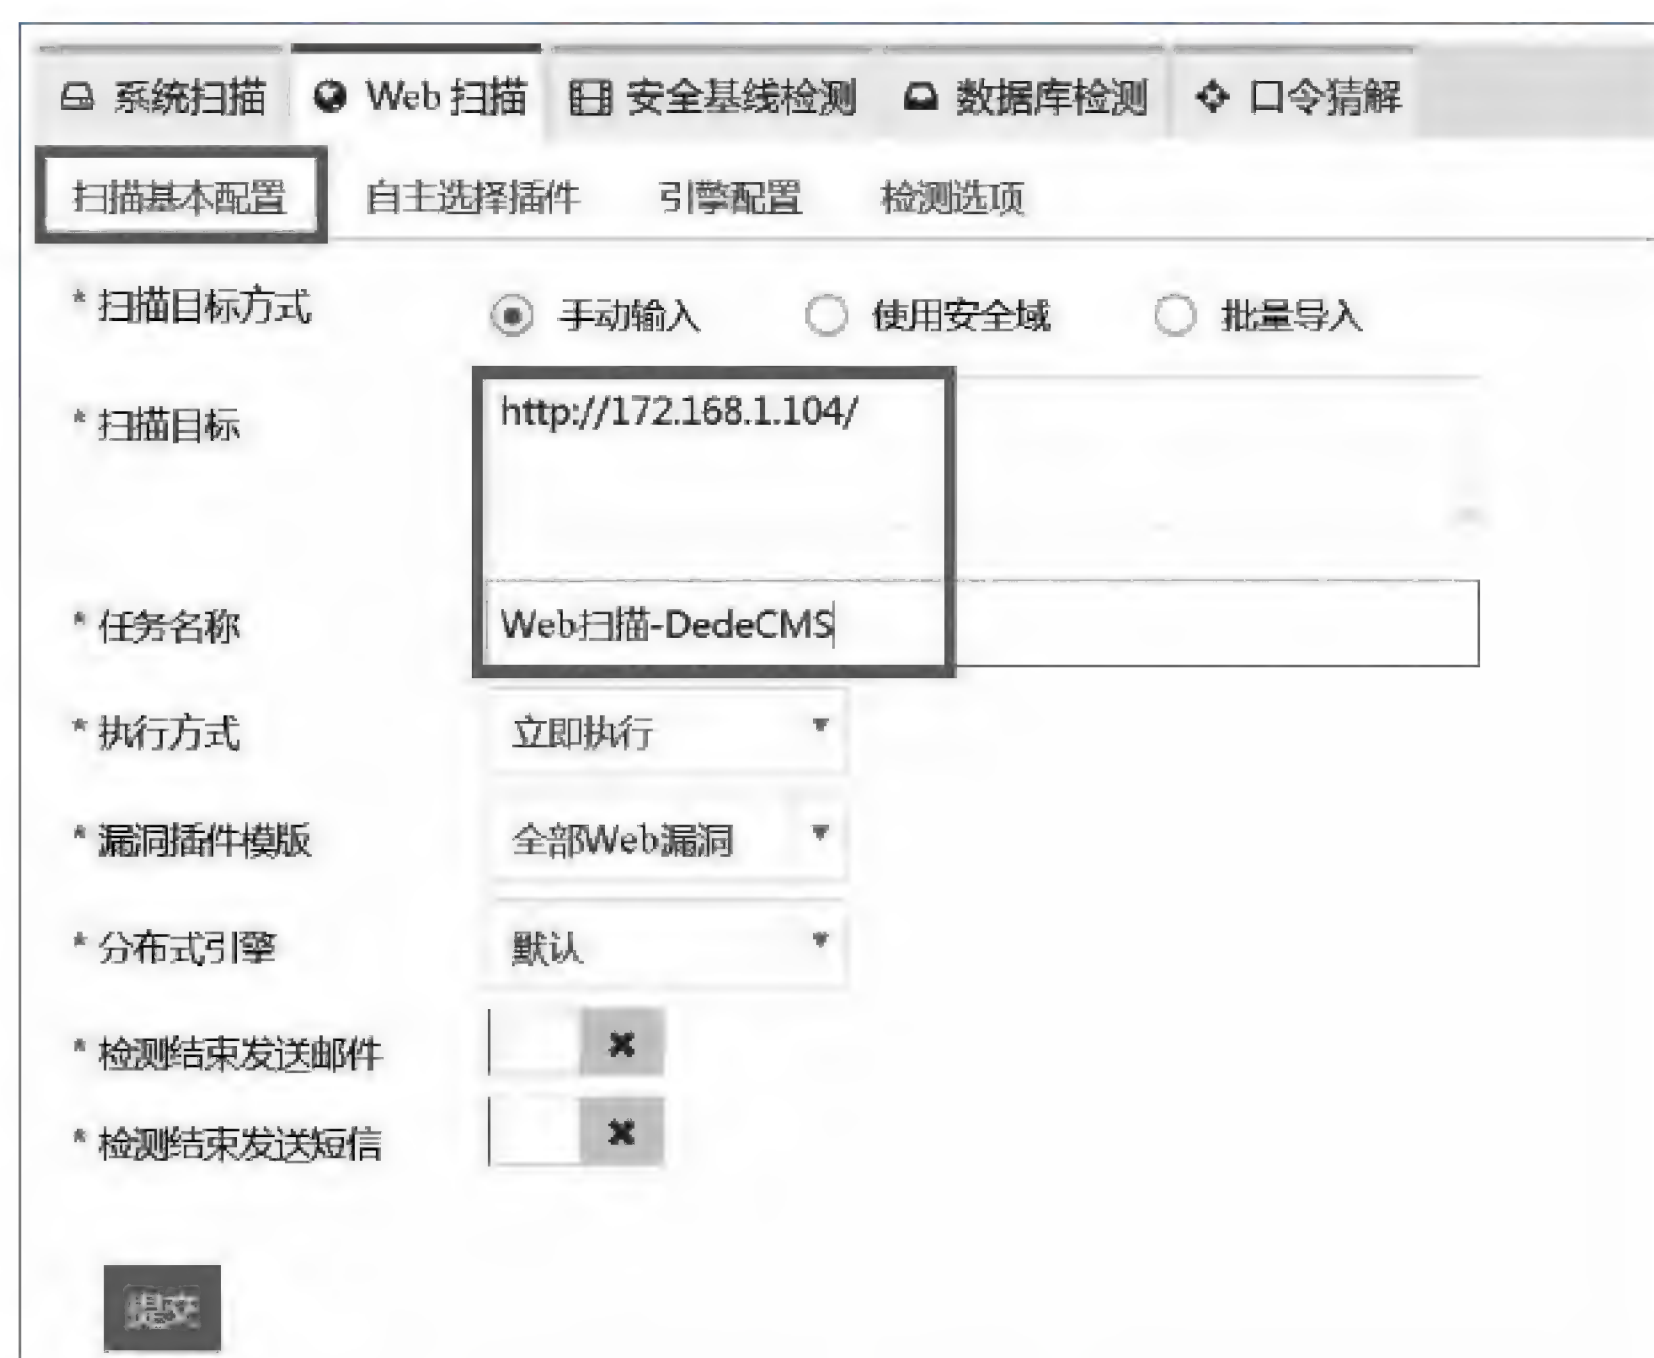 系统扫描 Web 扫描 安全基线检测 数据库检测 口令猜解
扫描基本配置 自主选择插件 引擎配置 检测选项
* 扫描目标方式 手动输入 使用安全域 批量导入
* 扫描目标 http://172.168.1.104/
* 任务名称 Web扫描-DedeCMS
* 执行方式 立即执行
* 漏洞插件模版 全部Web漏洞
* 分布式引擎 默认
* 检测结束发送邮件
* 检测结束发送短信
提交